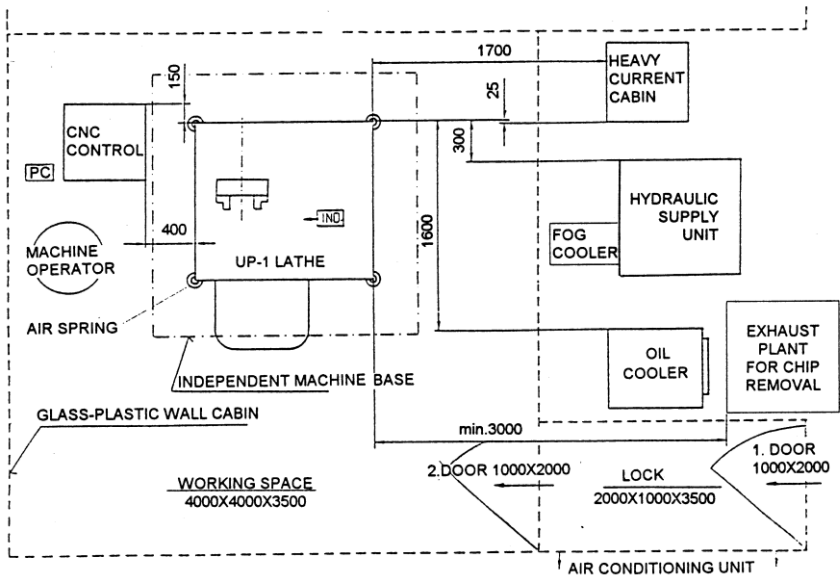 1700
HEAVY
CURRENT
CABIN
150
25
CNC
CONTROL
300
PC
HYDRAULIC
SUPPLY
UNIT
IND.
1600
400
FOG
COOLER
MACHINE
OPERATOR
UP-1 LATHE
AIR SPRING
EXHAUST
PLANT
FOR CHIP
REMOVAL
OIL
COOLER
INDEPENDENT MACHINE BASE
GLASS-PLASTIC WALL CABIN
min.3000
1. DOOR
1000X2000
2.DOOR 1000X2000
LOCK
2000X1000X3500
WORKING SPACE
4000X4000X3500
AIR CONDITIONING UNIT